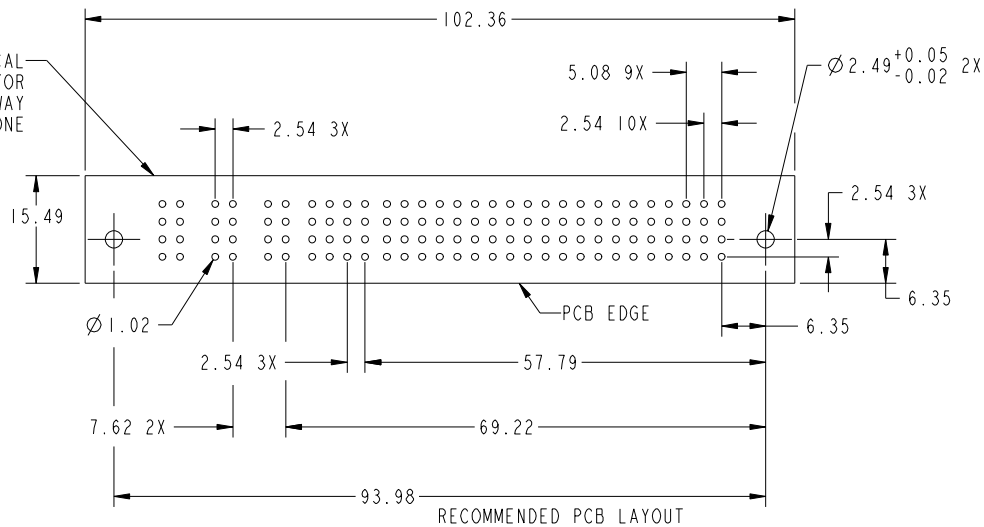 102.36
Ø2.49 +0.05 -0.02 2X
5.08 9X
2.54 3X
2.54 10X
2.54 3X
15.49
6.35
Ø1.02
PCB EDGE
6.35
2.54 3X
57.79
7.62 2X
69.22
93.98
RECOMMENDED PCB LAYOUT